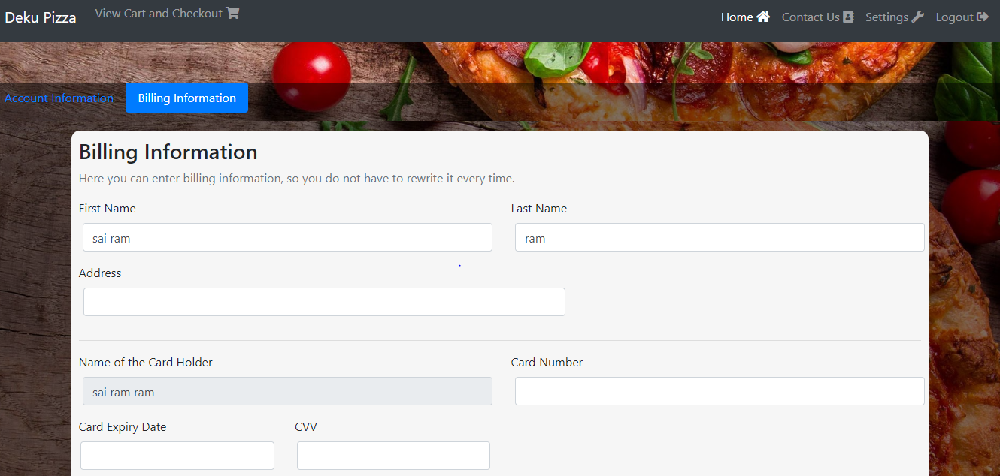 Deku Pizza View Cart and Checkout Home Contact Us Settings Logout
Account Information Billing Information
Billing Information
Here you can enter billing information, so you do not have to rewrite it every time.
First Name Last Name
sai ram ram
Address
Name of the Card Holder Card Number
sai ram ram
Card Expiry Date CVV